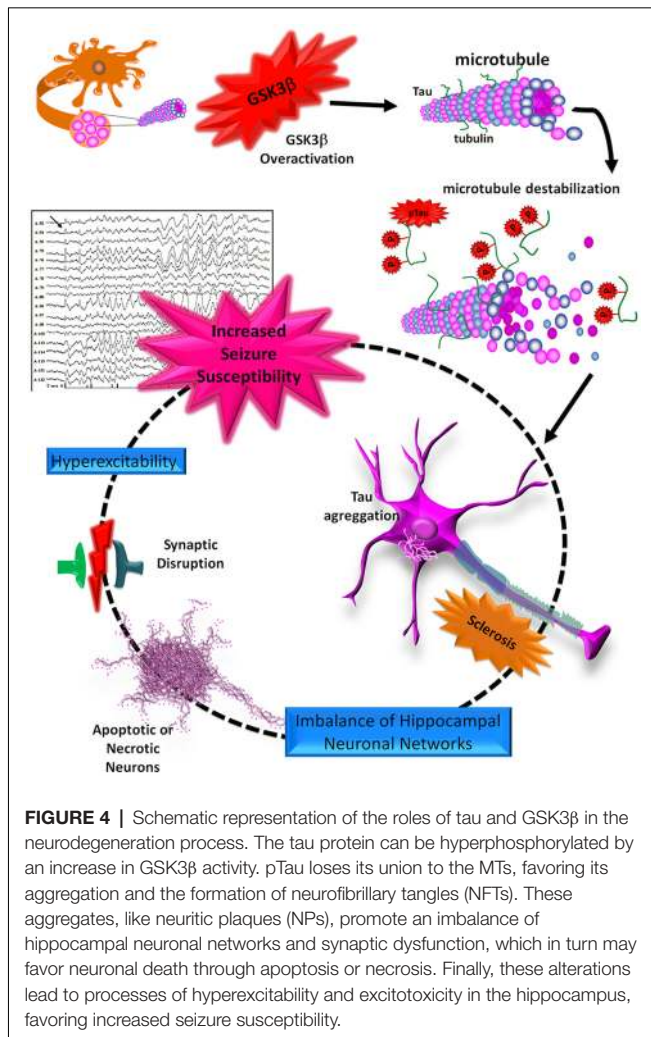 microtubule
GSK3β
Tau
GSK3β
Overactivation
tubulin
microtubule destabilization
pTau
P
P
P
P
P
P
Increased
Seizure
Susceptibility
Hyperexcitability
Tau
agreggation
Synaptic
Disruption
Sclerosis
Apoptotic or
Necrotic
Neurons
Imbalance of Hippocampal
Neuronal Networks
FIGURE 4 | Schematic representation of the roles of tau and GSK3β in the
neurodegeneration process. The tau protein can be hyperphosphorylated by
an increase in GSK3β activity. pTau loses its union to the MTs, favoring its
aggregation and the formation of neurofibrillary tangles (NFTs). These
aggregates, like neuritic plaques (NPs), promote an imbalance of
hippocampal neuronal networks and synaptic dysfunction, which in turn may
favor neuronal death through apoptosis or necrosis. Finally, these alterations
lead to processes of hyperexcitability and excitotoxicity in the hippocampus,
favoring increased seizure susceptibility.